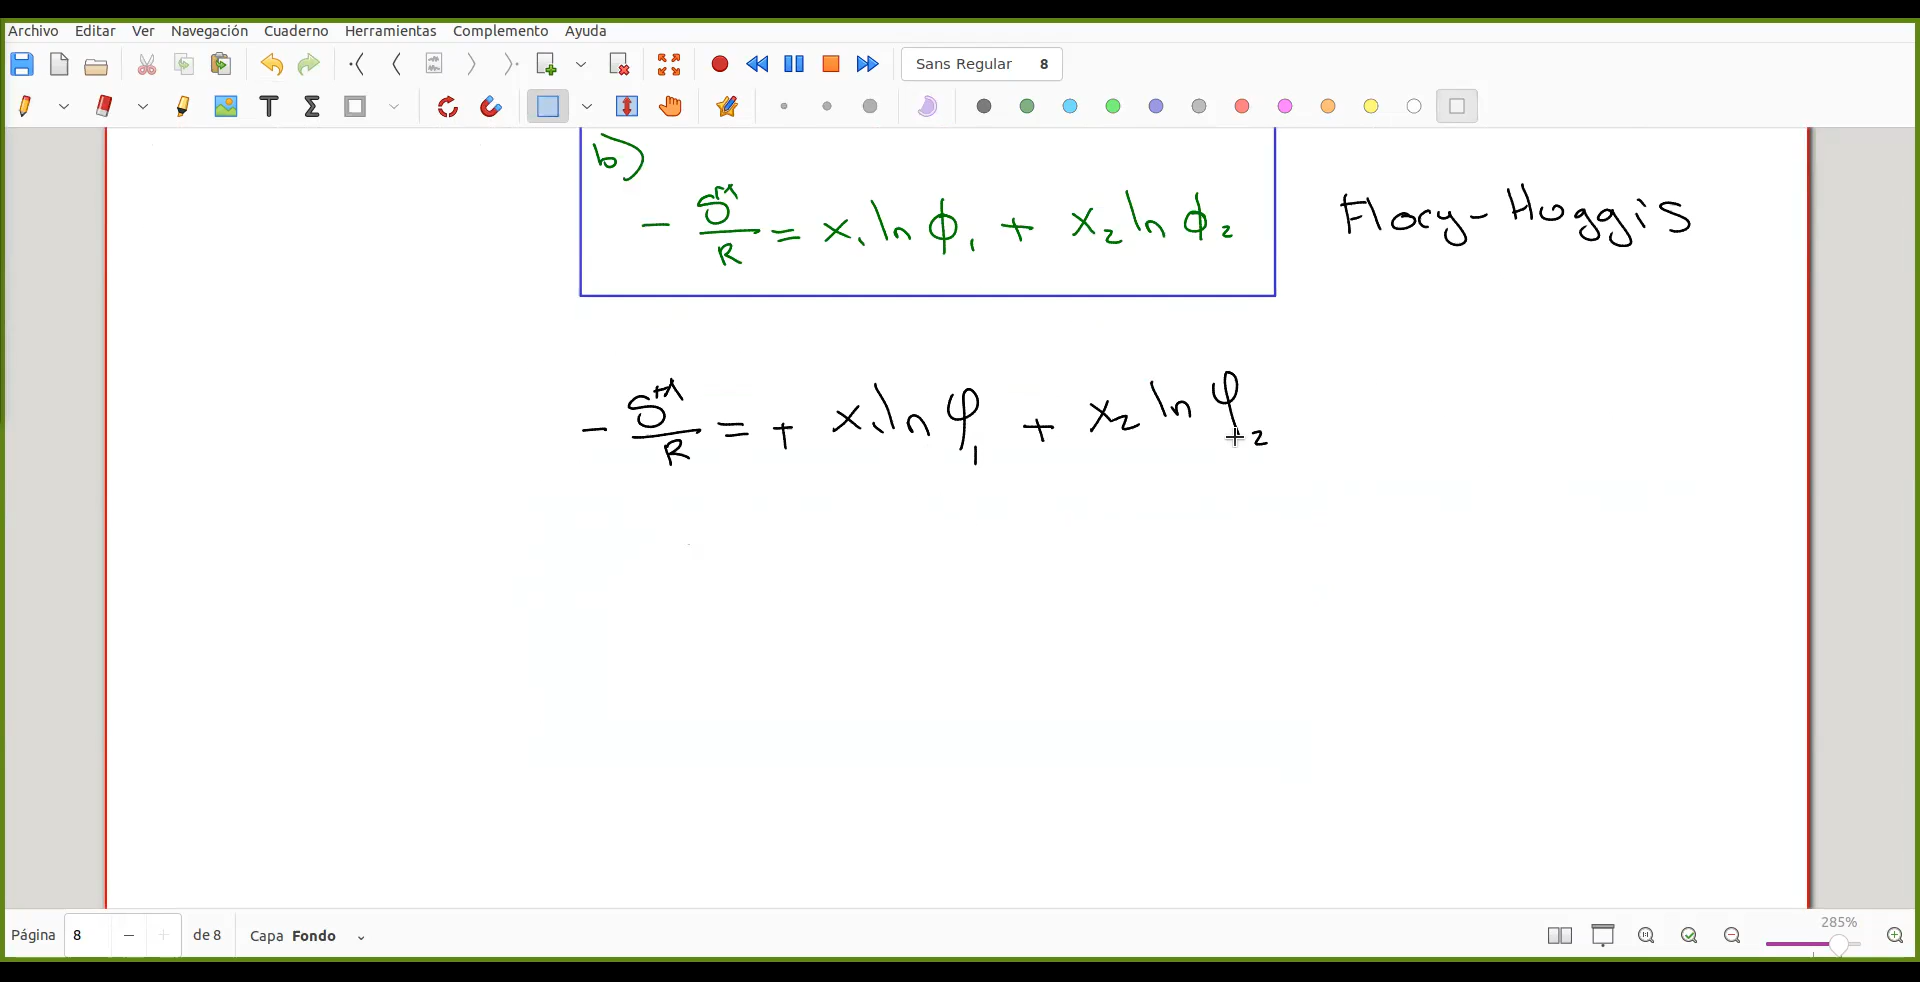 Archivo Editar Ver Navegación Cuaderno Herramientas Complemento Ayuda
Sans Regular 8
b)
- S^M/R = x₁ ln ϕ₁ + x₂ ln ϕ₂
Flory-Huggis
- S^M/R = + x₁ ln φ₁ + x₂ ln φ₂
Página 8 de 8 Capa Fondo 285%